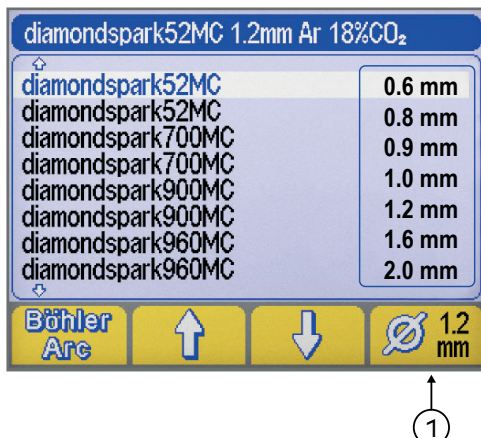 diamondspark52MC 1.2mm Ar 18%CO₂
diamondspark52MC
diamondspark52MC
diamondspark700MC
diamondspark700MC
diamondspark900MC
diamondspark900MC
diamondspark960MC
diamondspark960MC
0.6 mm
0.8 mm
0.9 mm
1.0 mm
1.2 mm
1.6 mm
2.0 mm
Böhler
Arc
Ø 1.2
mm
1